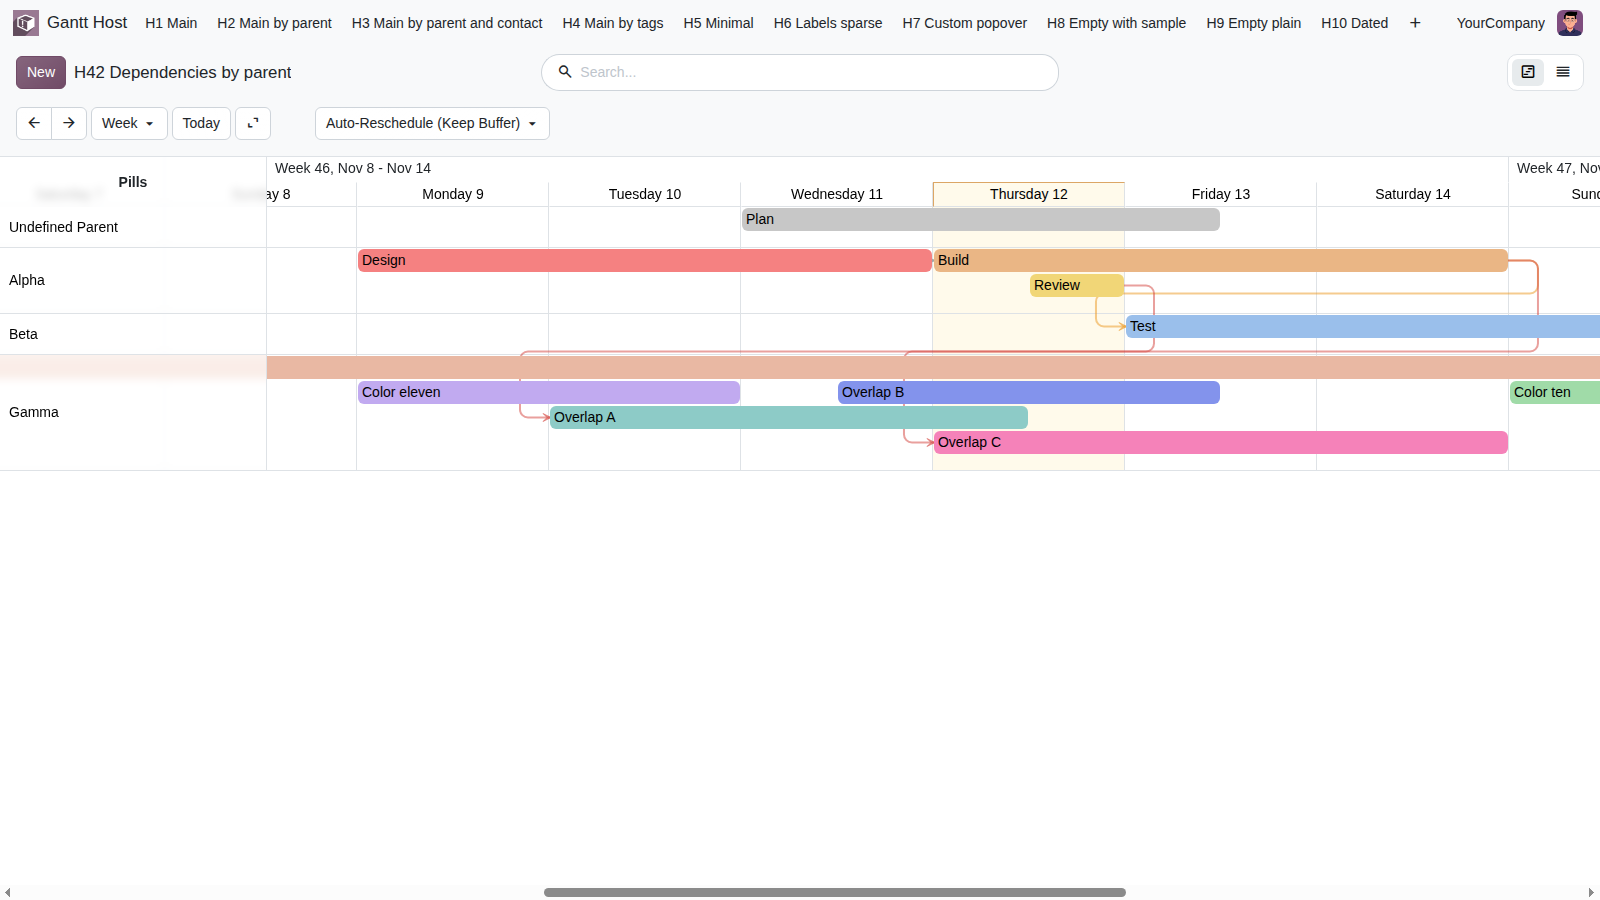 Gantt Host H1 Main H2 Main by parent H3 Main by parent and contact H4 Main by tags H5 Minimal H6 Labels sparse H7 Custom popover H8 Empty with sample H9 Empty plain H10 Dated + YourCompany
New H42 Dependencies by parent Search...
Week Today Auto-Reschedule (Keep Buffer)
Week 46, Nov 8 - Nov 14 Week 47, Nov
Pills
ay 8 Monday 9 Tuesday 10 Wednesday 11 Thursday 12 Friday 13 Saturday 14 Sund
Plan
Undefined Parent
Design Build
Alpha
Review
Test
Beta
Color eleven Overlap B Color ten
Gamma
Overlap A
Overlap C